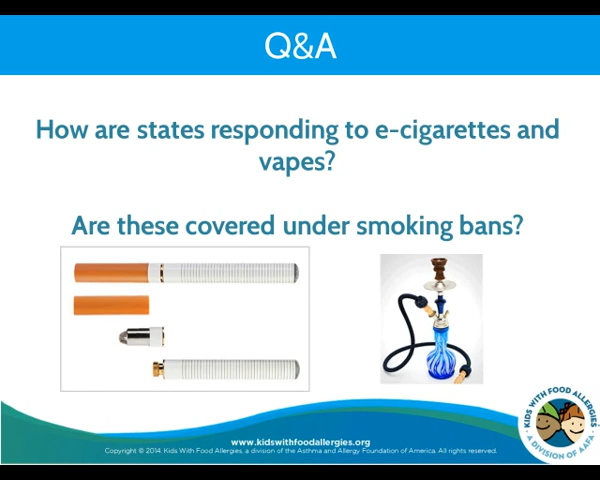 Q&A
How are states responding to e-cigarettes and
vapes?
Are these covered under smoking bans?
KIDS WITH FOOD ALLERGIES
A DIVISION OF AAFA
www.kidswithfoodallergies.org
Copyright © 2014. Kids With Food Allergies, a division of the Asthma and Allergy Foundation of America. All rights reserved.